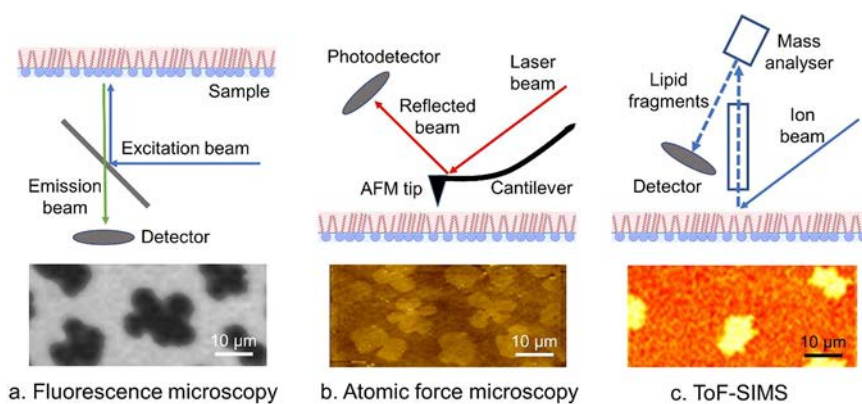 Sample
Excitation beam
Emission
beam
Detector
10 µm
a. Fluorescence microscopy
Photodetector
Laser
beam
Reflected
beam
AFM tip
Cantilever
10 µm
b. Atomic force microscopy
Mass
analyser
Lipid
fragments
Ion
beam
Detector
10 µm
c. ToF-SIMS